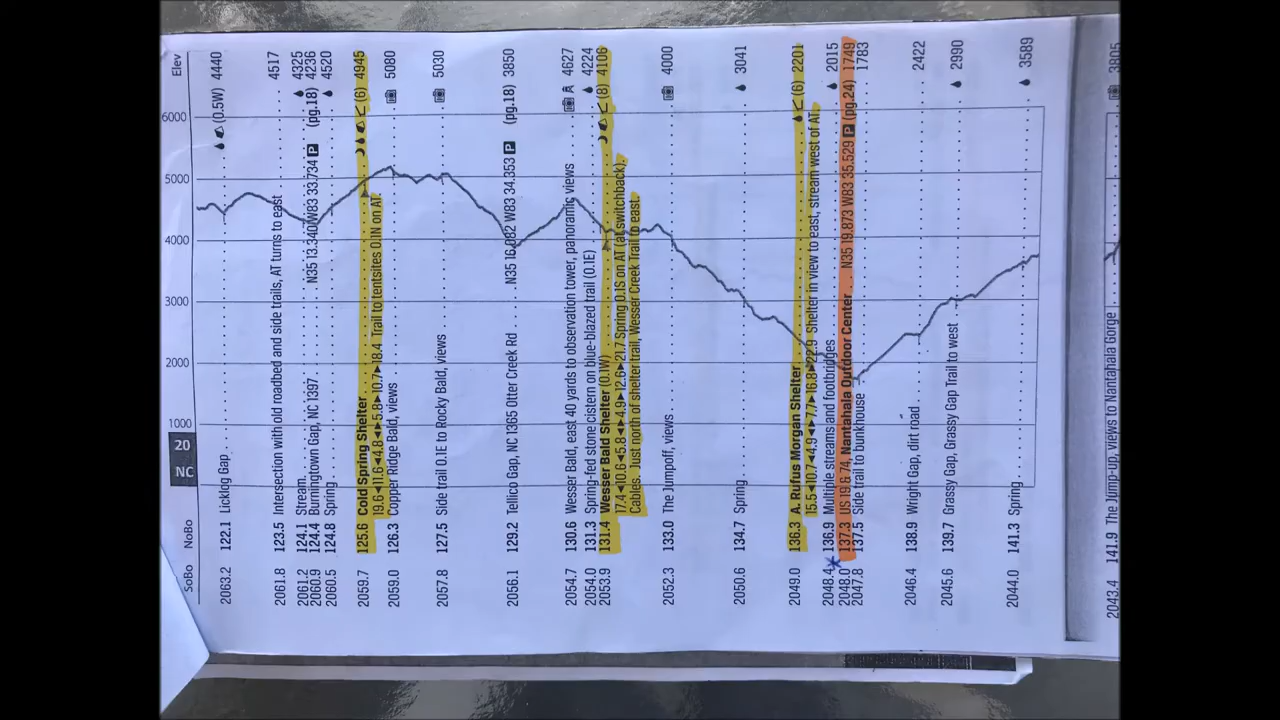 SoBo NoBo NC 20 1000 2000 3000 4000 5000 6000 Elev
2063.2 122.1 Licklog Gap (0.5W) 4440
2061.8 123.5 Intersection with old roadbed and side trails, AT turns to east 4517
2061.2 124.1 Stream 4325
2060.9 124.4 Burningtown Gap, NC 1397 N35 13.340 W83 33.734 P (pg.18) 4236
2060.5 124.8 Spring 4520
2059.7 125.6 Cold Spring Shelter (6) 4945
19.6◄11.6◄4.8◄►5.8►10.7►18.4 Trail to tentsites 0.1N on AT.
2059.0 126.3 Copper Ridge Bald, views 5080
2057.8 127.5 Side trail 0.1E to Rocky Bald, views 5030
2056.1 129.2 Tellico Gap, NC 1365 Otter Creek Rd N35 16.082 W83 34.353 P (pg.18) 3850
2054.7 130.6 Wesser Bald, east 40 yards to observation tower, panoramic views 4627
2054.0 131.3 Spring-fed stone cistern on blue-blazed trail (0.1E) 4224
2053.9 131.4 Wesser Bald Shelter (0.1W) (8) 4106
17.4◄10.6◄5.8◄►4.9►12.6►21.7 Spring 0.1S on AT (at switchback).
Cables. Just north of shelter trail, Wesser Creek Trail to east.
2052.3 133.0 The Jumpoff, views 4000
2050.6 134.7 Spring 3041
2049.0 136.3 A. Rufus Morgan Shelter (6) 2201
15.5◄10.7◄4.9◄►7.7►16.8►22.9 Shelter in view to east, stream west of AT.
2048.4 136.9 Multiple streams and footbridges 2015
2048.0 137.3 US 19 & 74, Nantahala Outdoor Center N35 19.873 W83 35.529 P (pg.24) 1749
2047.8 137.5 Side trail to bunkhouse 1783
2046.4 138.9 Wright Gap, dirt road 2422
2045.6 139.7 Grassy Gap, Grassy Gap Trail to west 2990
2044.0 141.3 Spring 3589
2043.4 141.9 The Jump-up, views to Nantahala Gorge 3805